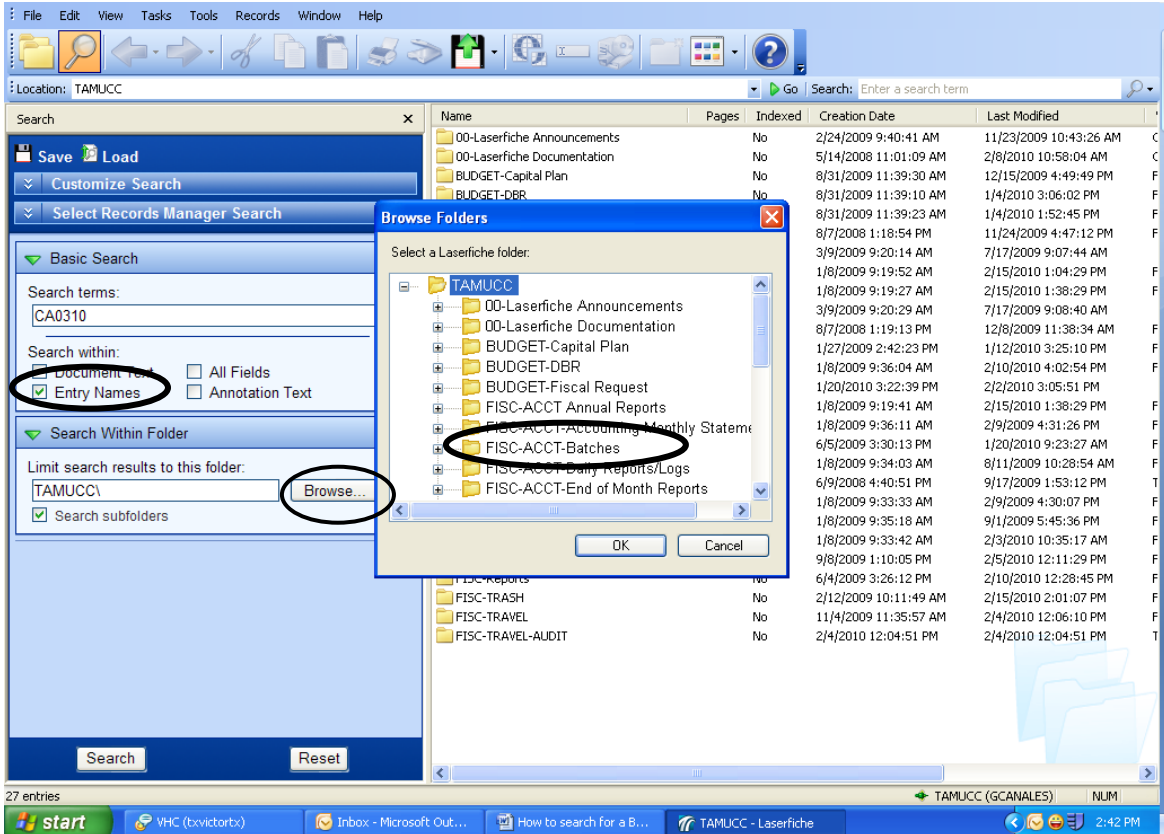 File Edit View Tasks Tools Records Window Help
Location: TAMUCC Go Search: Enter a search term
Search x
Save Load
Customize Search
Select Records Manager Search
Basic Search
Search terms:
CA0310
Search within:
Document Text All Fields
Entry Names Annotation Text
Search Within Folder
Limit search results to this folder:
TAMUCC\ Browse...
Search subfolders
Search Reset
Name Pages Indexed Creation Date Last Modified
00-Laserfiche Announcements No 2/24/2009 9:40:41 AM 11/23/2009 10:43:26 AM
00-Laserfiche Documentation No 5/14/2008 11:01:09 AM 2/8/2010 10:58:04 AM
BUDGET-Capital Plan No 8/31/2009 11:39:30 AM 12/15/2009 4:49:49 PM F
BUDGET-DBR No 8/31/2009 11:39:10 AM 1/4/2010 3:06:02 PM F
8/31/2009 11:39:23 AM 1/4/2010 1:52:45 PM F
8/7/2008 1:18:54 PM 11/24/2009 4:47:12 PM F
3/9/2009 9:20:14 AM 7/17/2009 9:07:44 AM
1/8/2009 9:19:52 AM 2/15/2010 1:04:29 PM F
1/8/2009 9:19:27 AM 2/15/2010 1:38:29 PM F
3/9/2009 9:20:29 AM 7/17/2009 9:08:40 AM
8/7/2008 1:19:13 PM 12/8/2009 11:38:34 AM F
1/27/2009 2:42:23 PM 1/12/2010 3:25:10 PM F
1/8/2009 9:36:04 AM 2/10/2010 4:02:54 PM F
1/20/2010 3:22:39 PM 2/2/2010 3:05:51 PM
1/8/2009 9:19:41 AM 2/15/2010 1:38:29 PM F
1/8/2009 9:36:11 AM 2/9/2010 4:31:26 PM F
6/5/2009 3:30:13 PM 1/20/2010 9:23:27 AM F
1/8/2009 9:34:03 AM 8/11/2009 10:28:54 AM F
6/9/2008 4:40:51 PM 9/17/2009 1:53:12 PM T
1/8/2009 9:33:33 AM 2/9/2010 4:30:07 PM F
1/8/2009 9:35:18 AM 9/1/2009 5:45:36 PM F
1/8/2009 9:33:42 AM 2/3/2010 10:35:17 AM F
9/8/2009 1:10:05 PM 2/5/2010 12:11:29 PM F
FISC-Reports No 6/4/2009 3:26:12 PM 2/10/2010 12:28:45 PM F
FISC-TRASH No 2/12/2009 10:11:49 AM 2/15/2010 2:01:07 PM F
FISC-TRAVEL No 11/4/2009 11:35:57 AM 2/4/2010 12:06:10 PM F
FISC-TRAVEL-AUDIT No 2/4/2010 12:04:51 PM 2/4/2010 12:04:51 PM T
Browse Folders
Select a Laserfiche folder:
TAMUCC
00-Laserfiche Announcements
00-Laserfiche Documentation
BUDGET-Capital Plan
BUDGET-DBR
BUDGET-Fiscal Request
FISC-ACCT Annual Reports
FISC-ACCT-Accounting Monthly Stateme
FISC-ACCT-Batches
FISC-ACCT-Daily Reports/Logs
FISC-ACCT-End of Month Reports
OK Cancel
27 entries TAMUCC (GCANALES) NUM
start VHC (txvictortx) Inbox - Microsoft Out... How to search for a B... TAMUCC - Laserfiche 2:42 PM